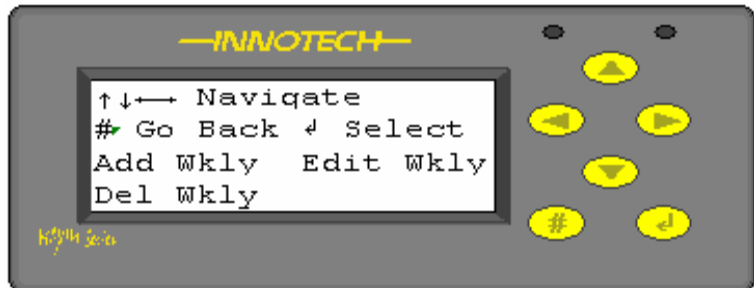 INNOTECH
↑↓←→ Navigate
# Go Back ↲ Select
Add Wkly Edit Wkly
Del Wkly
#